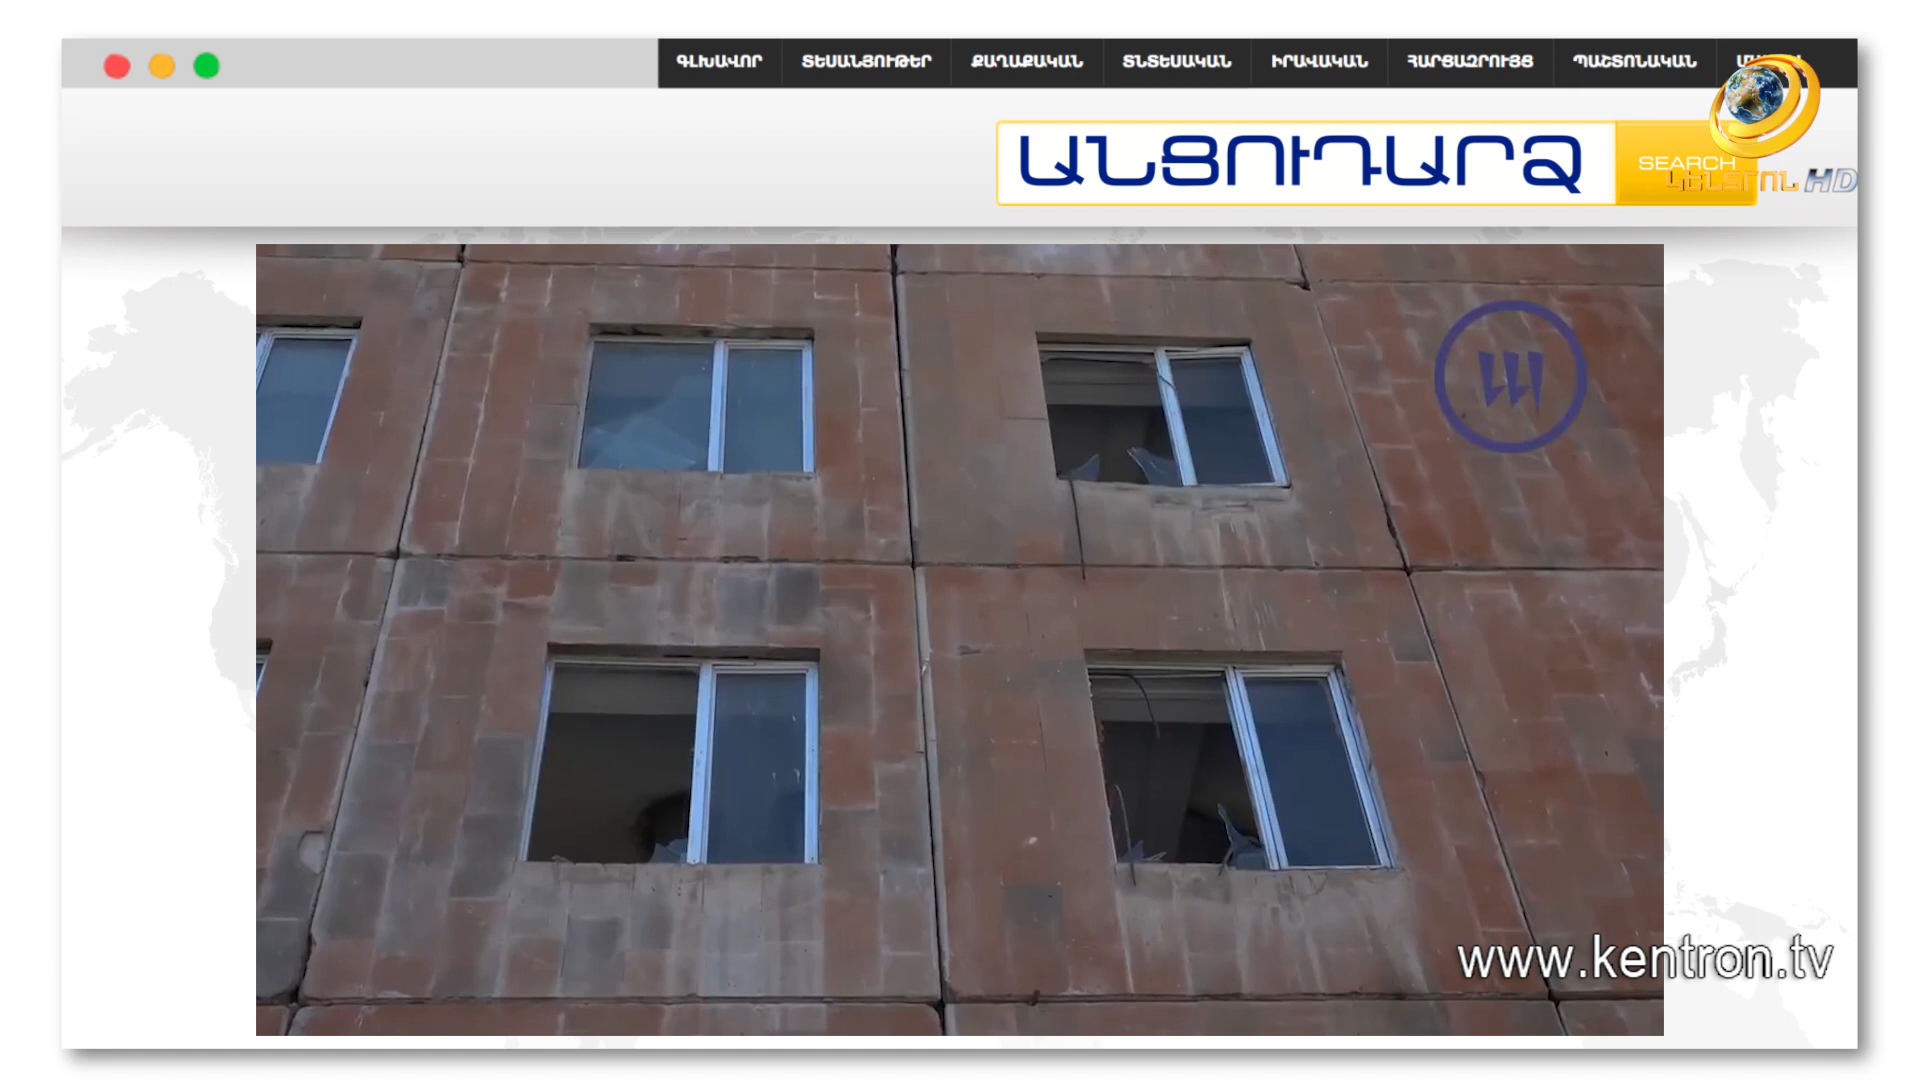 ԳԼԽԱՎՈՐ ՏԵՍԱՆՅՈՒԹԵՐ ՔԱՂԱՔԱԿԱՆ ՏՆՏԵՍԱԿԱՆ ԻՐԱՎԱԿԱՆ ՀԱՐՑԱԶՐՈՒՅՑ ՊԱՇՏՈՆԱԿԱՆ
ԱՆՑՈՒԴԱՐՁ
SEARCH
ԿԵՆՏՐՈՆ HD
www.kentron.tv